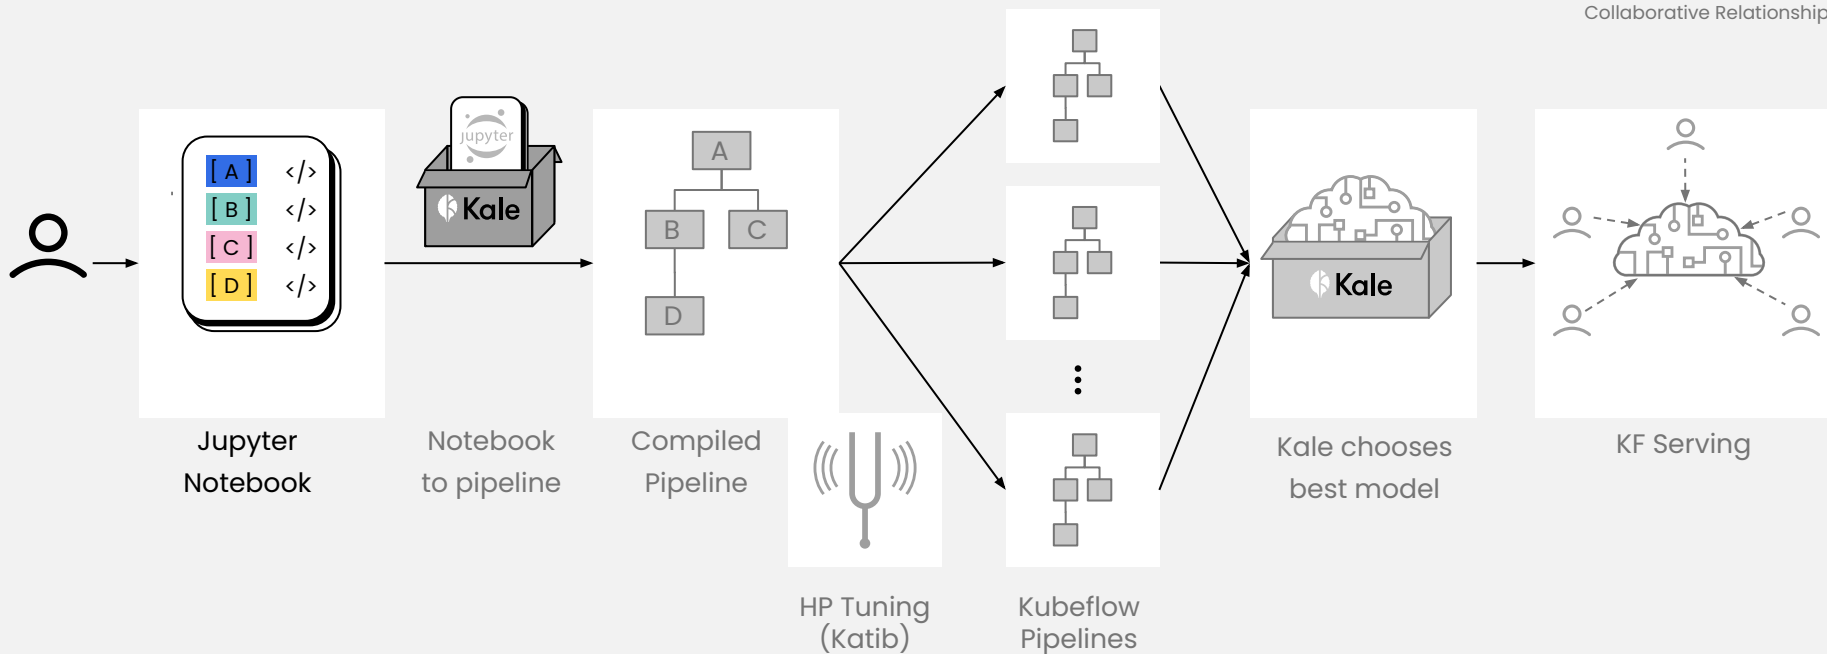 Collaborative Relationship
[ A ] </>
[ B ] </>
[ C ] </>
[ D ] </>
Jupyter
Notebook
jupyter
Kale
Notebook
to pipeline
A
B
C
D
Compiled
Pipeline
HP Tuning
(Katib)
Kubeflow
Pipelines
Kale
Kale chooses
best model
KF Serving